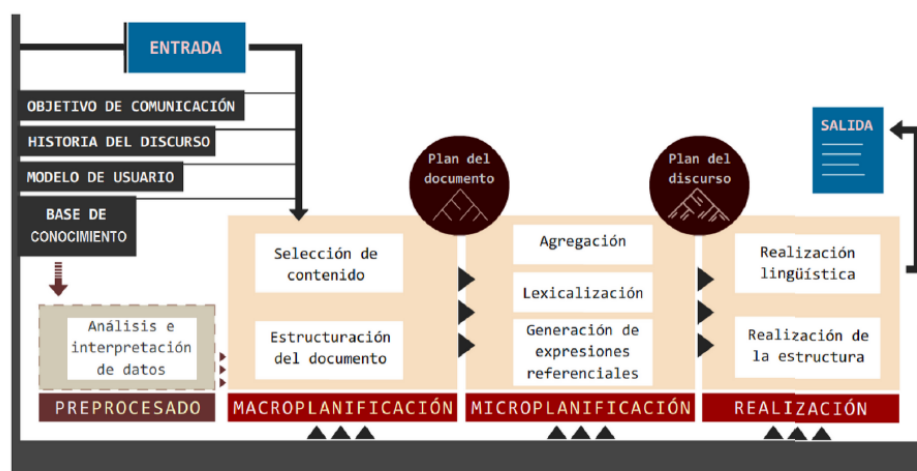 ENTRADA
OBJETIVO DE COMUNICACIÓN
HISTORIA DEL DISCURSO
MODELO DE USUARIO
BASE DE
CONOCIMIENTO
Análisis e
interpretación
de datos
PREPROCESADO
Selección de
contenido
Estructuración
del documento
MACROPLANIFICACIÓN
Plan del
documento
Agregación
Lexicalización
Generación de
expresiones
referenciales
MICROPLANIFICACIÓN
Plan del
discurso
Realización
lingüística
Realización de
la estructura
REALIZACIÓN
SALIDA